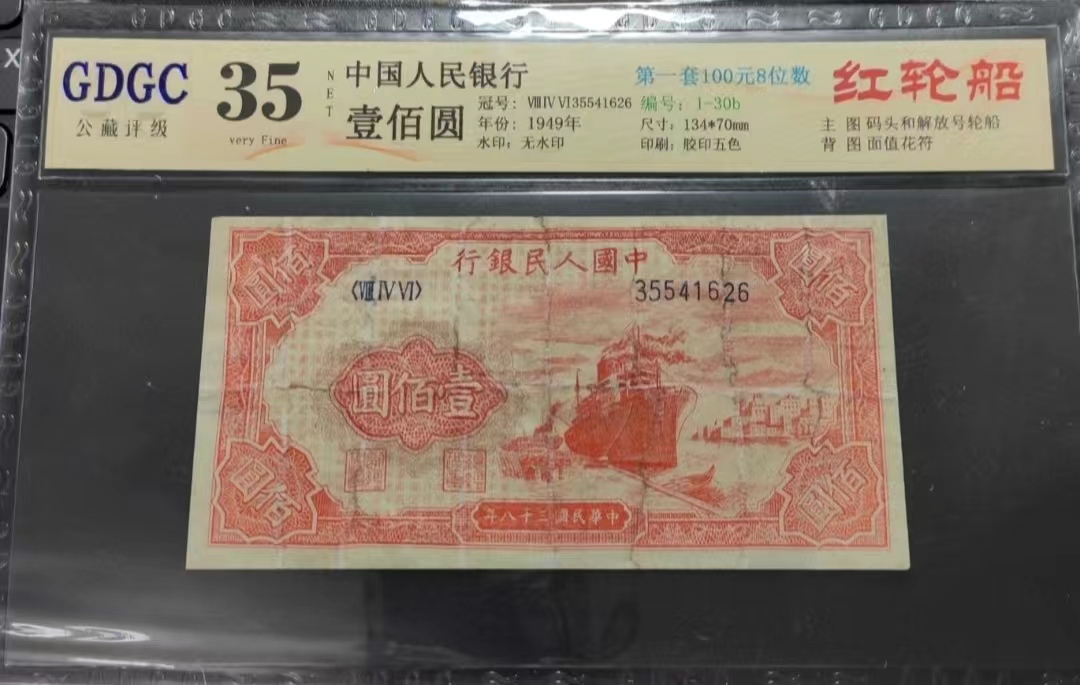 GDGC
公藏评级
35
very Fine
NET
中国人民银行
壹佰圆
冠号: ⅧⅣⅥ35541626
年份: 1949年
水印: 无水印
第一套100元8位数
编号: 1-30b
尺寸: 134*70mm
印刷: 胶印五色
红轮船
主 图 码头和解放号轮船
背 图 面值花符
行銀民人國中
〈ⅧⅣⅥ〉
35541626
圓佰
圓佰
圓佰壹
圓佰
圓佰
年八十三國民華中